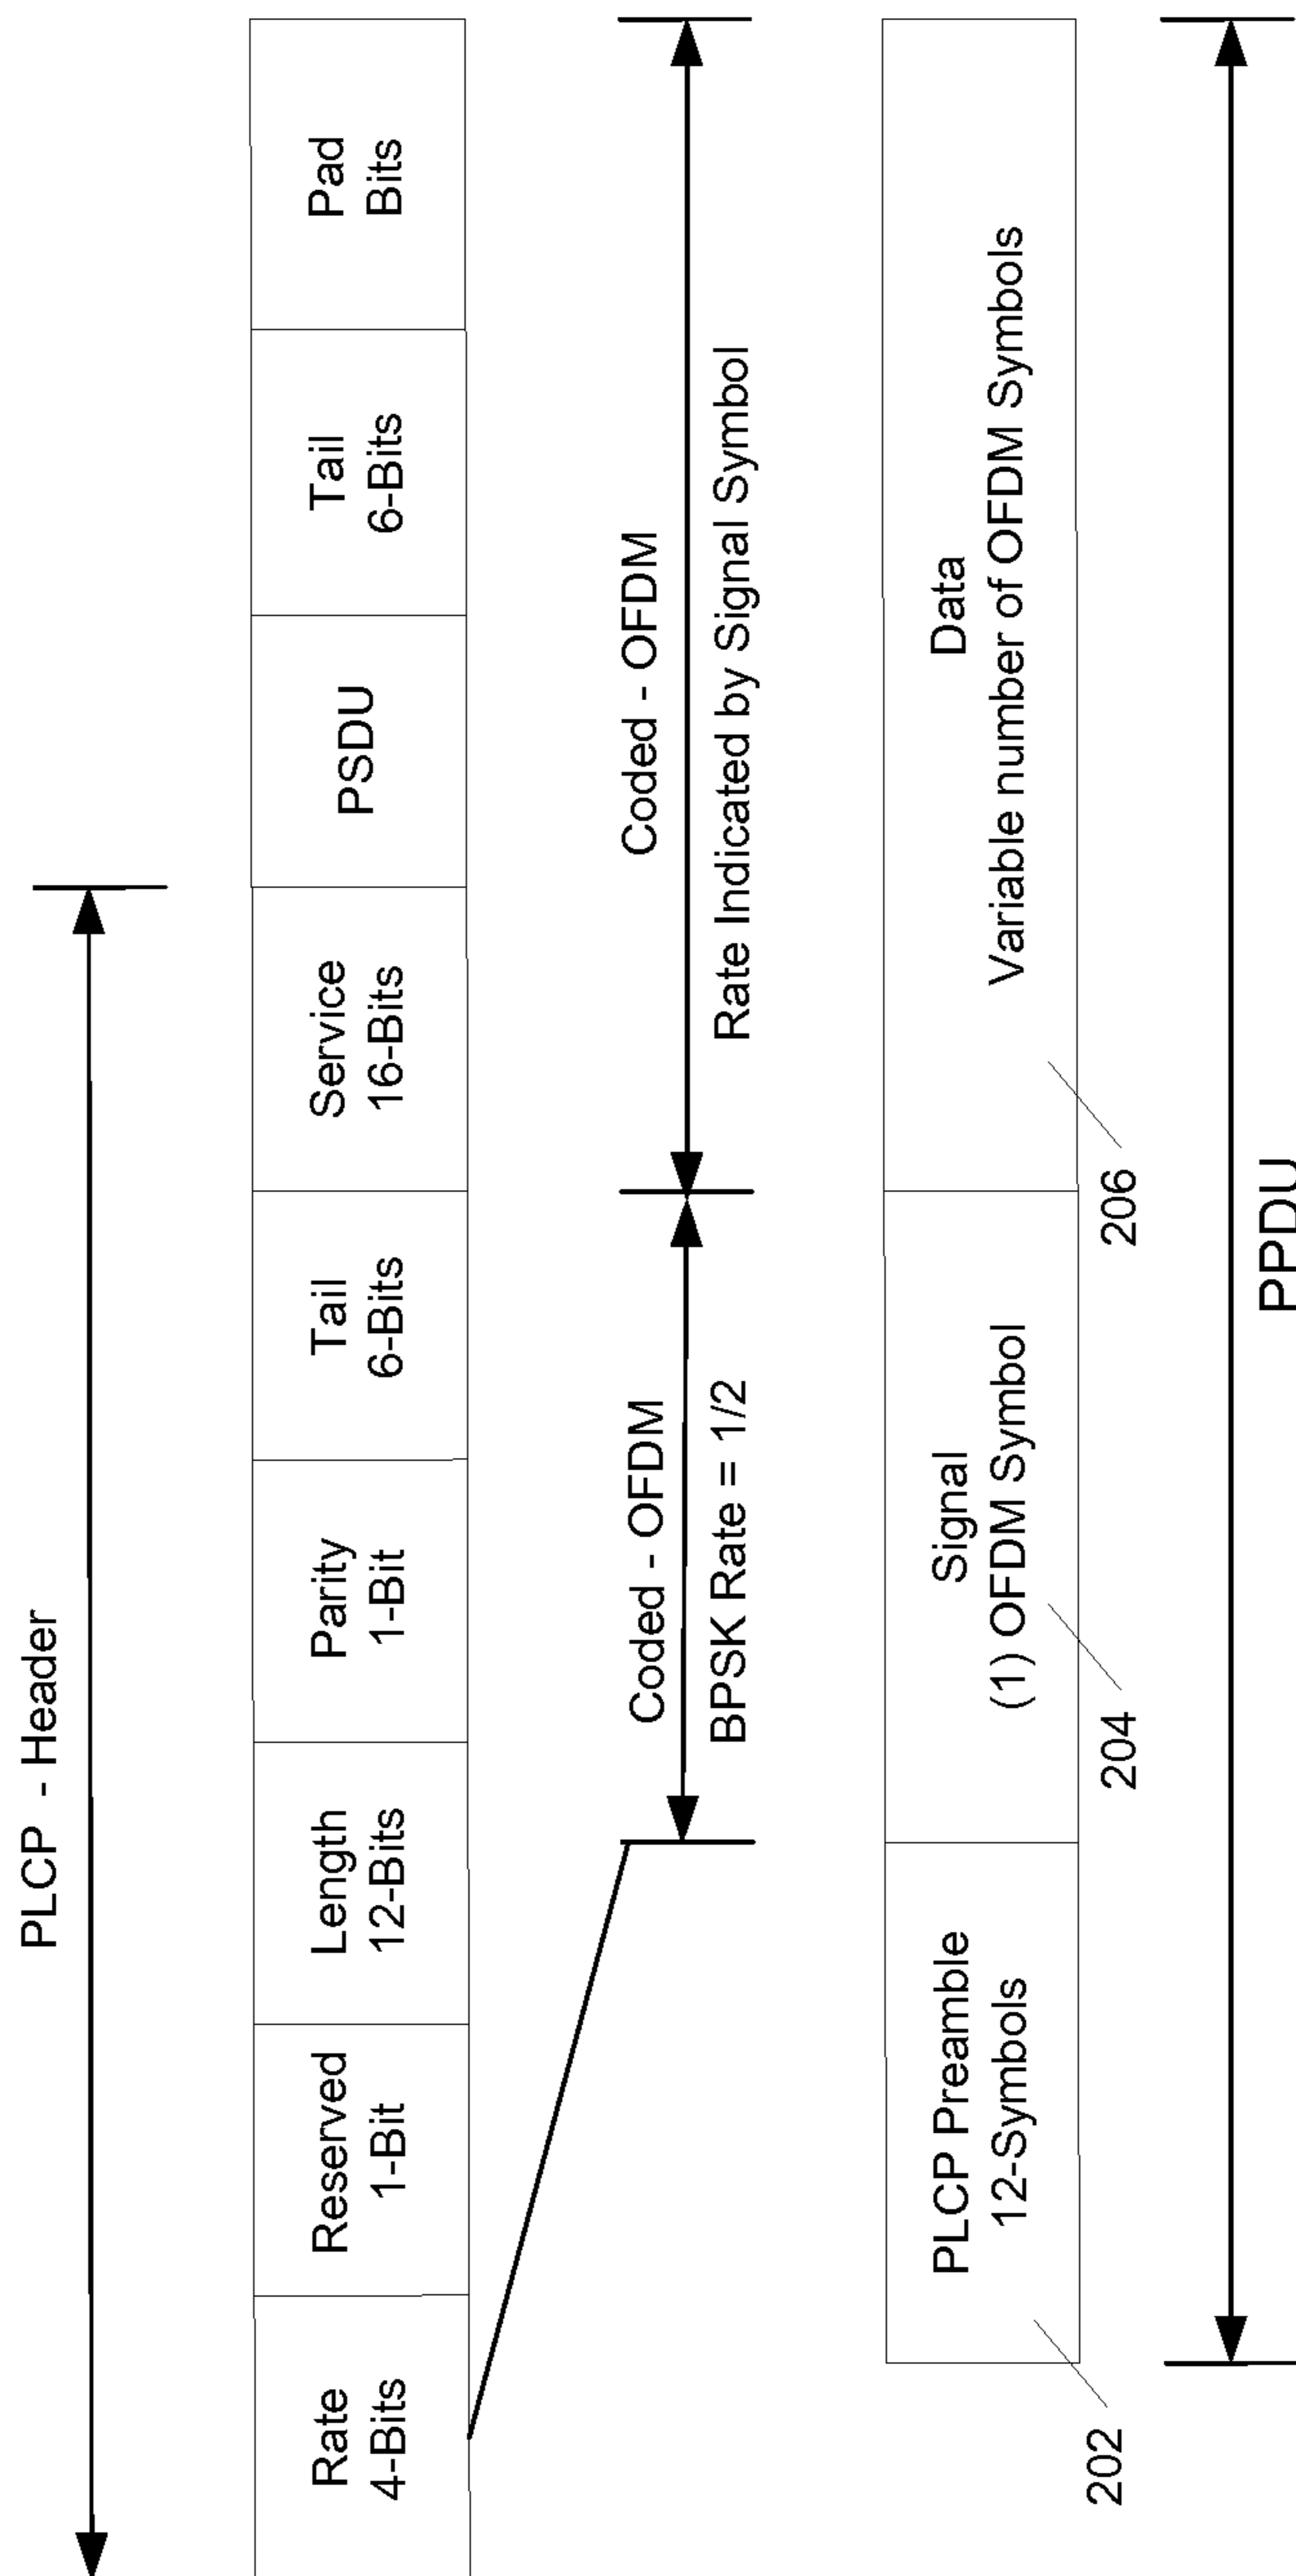 PLCP - Header
Rate
4-Bits
Reserved
1-Bit
Length
12-Bits
Parity
1-Bit
Tail
6-Bits
Service
16-Bits
PSDU
Tail
6-Bits
Pad
Bits
Coded - OFDM
BPSK Rate = 1/2
Coded - OFDM
Rate Indicated by Signal Symbol
PLCP Preamble
12-Symbols
Signal
(1) OFDM Symbol
Data
Variable number of OFDM Symbols
202
204
206
PPDU